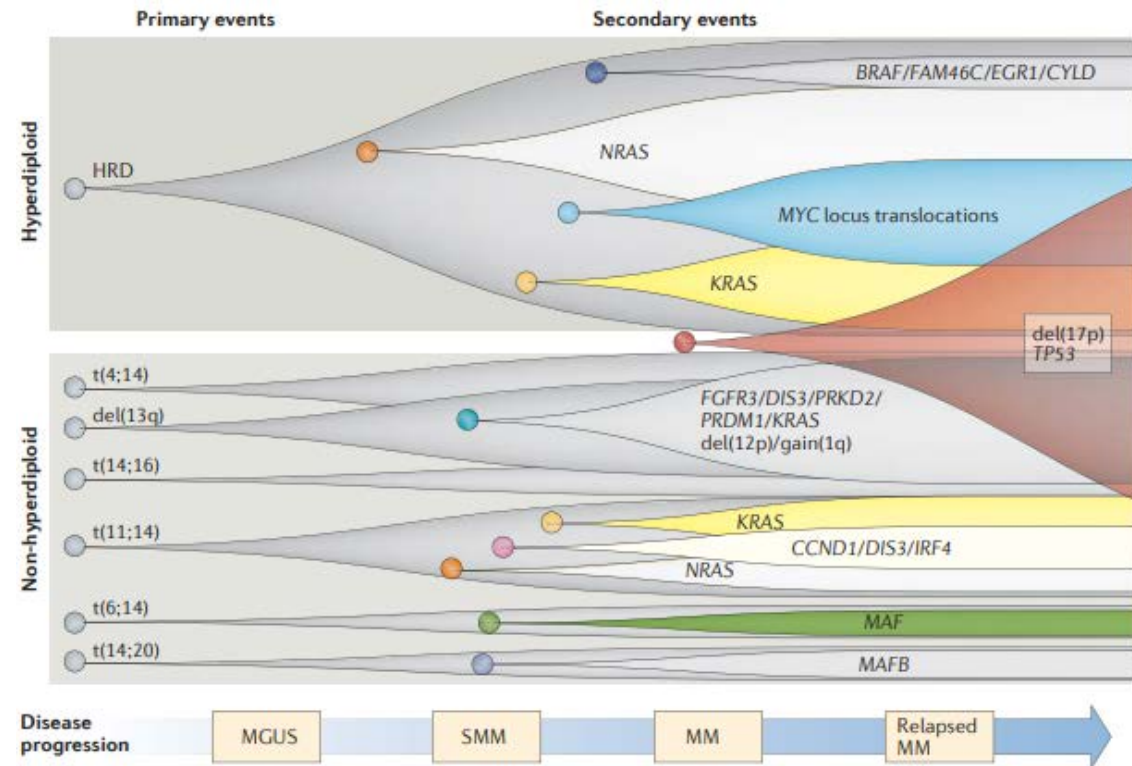 Primary events
Secondary events
Hyperdiploid
HRD
BRAF/FAM46C/EGR1/CYLD
NRAS
MYC locus translocations
KRAS
del(17p)
TP53
Non-hyperdiploid
t(4;14)
del(13q)
t(14;16)
t(11;14)
t(6;14)
t(14;20)
FGFR3/DIS3/PRKD2/
PRDM1/KRAS
del(12p)/gain(1q)
KRAS
CCND1/DIS3/IRF4
NRAS
MAF
MAFB
Disease
progression
MGUS
SMM
MM
Relapsed
MM